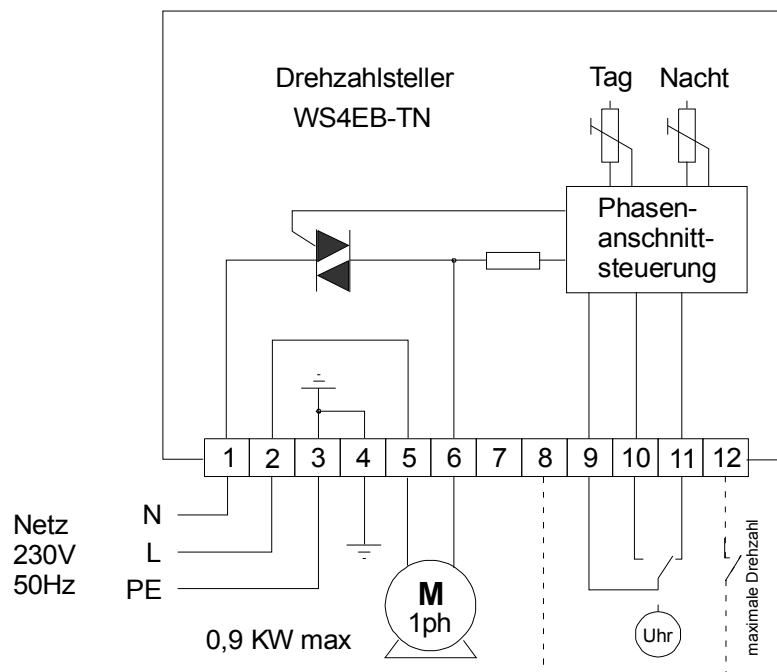 Drehzahlsteller
WS4EB-TN
Tag
Nacht
Phasen-
anschnitt-
steuerung
1 2 3 4 5 6 7 8 9 10 11 12
Netz
230V
50Hz
N
L
PE
M
1ph
0,9 KW max
Uhr
maximale Drehzahl